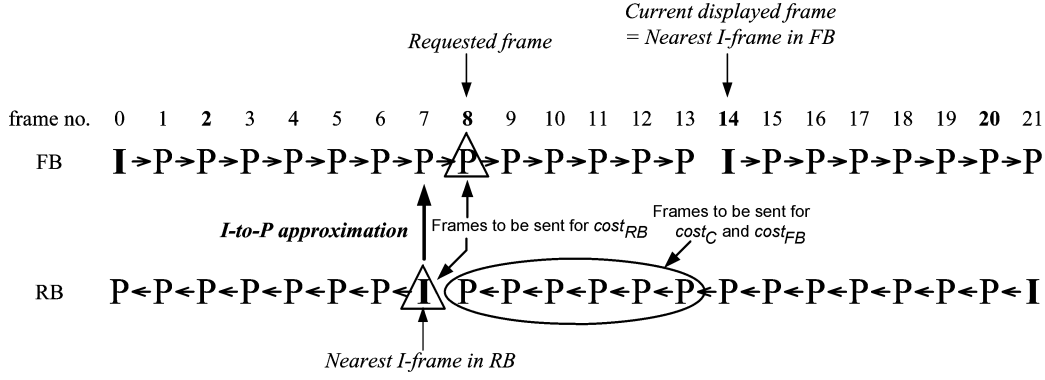 Current displayed frame
= Nearest I-frame in FB
Requested frame
frame no. 0 1 2 3 4 5 6 7 8 9 10 11 12 13 14 15 16 17 18 19 20 21
FB I P P P P P P P P P P P P P I P P P P P P P
I-to-P approximation
Frames to be sent for cost_RB
Frames to be sent for
cost_C and cost_FB
RB P P P P P P P I P P P P P P P P P P P P P I
Nearest I-frame in RB